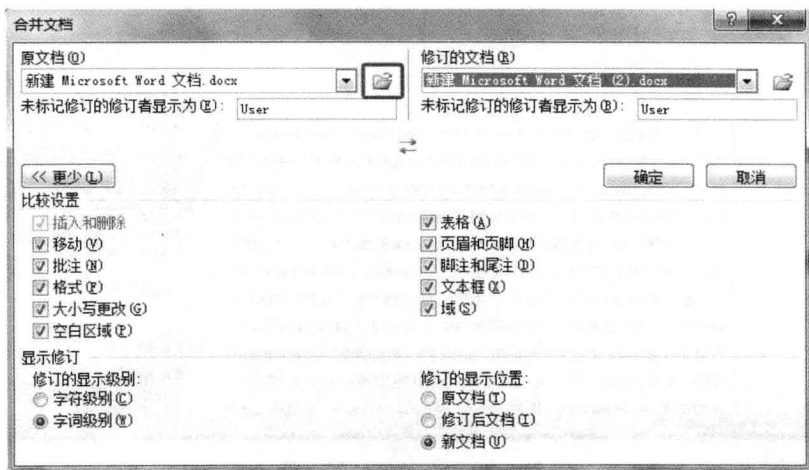 合并文档
原文档(O) 修订的文档(R)
新建 Microsoft Word 文档.docx 新建 Microsoft Word 文档 (2).docx
未标记修订的修订者显示为(E): User 未标记修订的修订者显示为(B): User
<< 更少(L) 确定 取消
比较设置
插入和删除 表格(A)
移动(V) 页眉和页脚(H)
批注(N) 脚注和尾注(D)
格式(F) 文本框(X)
大小写更改(G) 域(S)
空白区域(P)
显示修订
修订的显示级别: 修订的显示位置:
字符级别(C) 原文档(T)
字词级别(W) 修订后文档(I)
新文档(U)